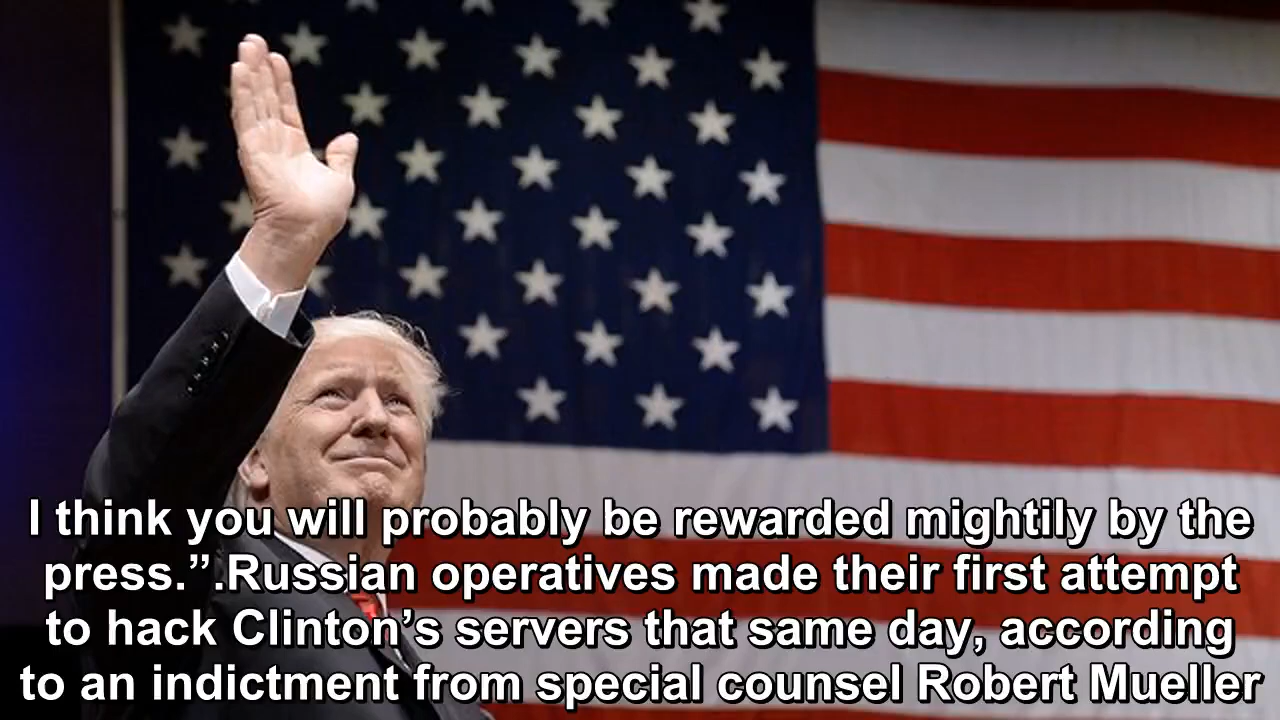 I think you will probably be rewarded mightily by the
press.”.Russian operatives made their first attempt
to hack Clinton’s servers that same day, according
to an indictment from special counsel Robert Mueller